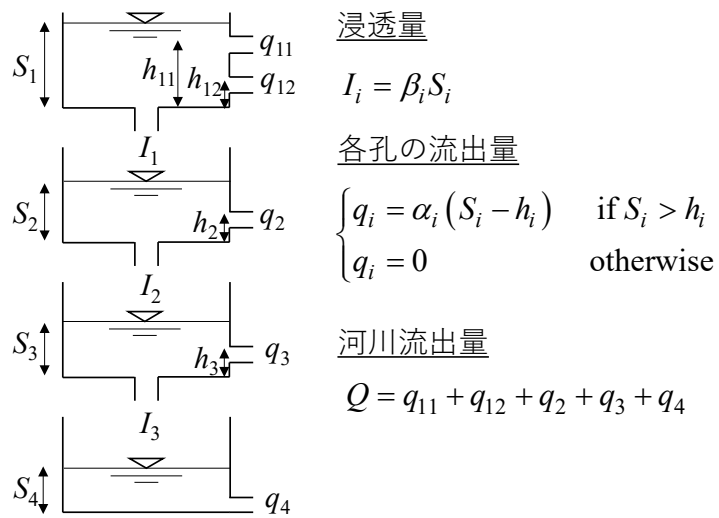 S₁
h₁₁
h₁₂
q₁₁
q₁₂
I₁
S₂
h₂
q₂
I₂
S₃
h₃
q₃
I₃
S₄
q₄
浸透量
Iᵢ = βᵢSᵢ
各孔の流出量
qᵢ = αᵢ(Sᵢ − hᵢ) if Sᵢ > hᵢ
qᵢ = 0 otherwise
河川流出量
Q = q₁₁ + q₁₂ + q₂ + q₃ + q₄